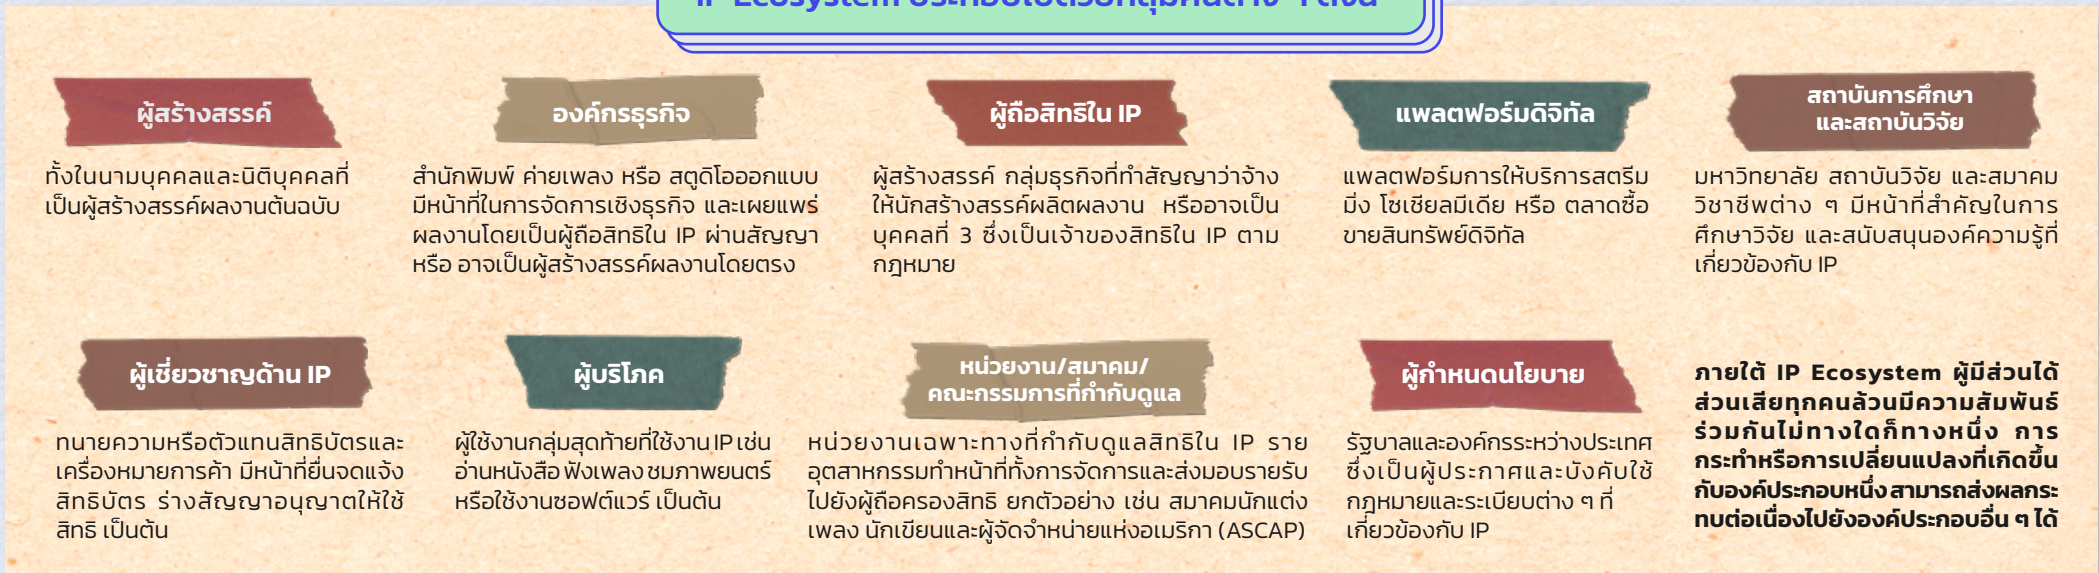 IP Ecosystem ประกอบไปด้วยกลุ่มคนต่าง ๆ ดังนี้
ผู้สร้างสรรค์
ทั้งในนามบุคคลและนิติบุคคลที่
เป็นผู้สร้างสรรค์ผลงานต้นฉบับ
องค์กรธุรกิจ
สำนักพิมพ์ ค่ายเพลง หรือ สตูดิโอออกแบบ
มีหน้าที่ในการจัดการเชิงธุรกิจ และเผยแพร่
ผลงานโดยเป็นผู้ถือสิทธิใน IP ผ่านสัญญา
หรือ อาจเป็นผู้สร้างสรรค์ผลงานโดยตรง
ผู้ถือสิทธิใน IP
ผู้สร้างสรรค์ กลุ่มธุรกิจที่ทำสัญญาว่าจ้าง
ให้นักสร้างสรรค์ผลิตผลงาน หรืออาจเป็น
บุคคลที่ 3 ซึ่งเป็นเจ้าของสิทธิใน IP ตาม
กฎหมาย
แพลตฟอร์มดิจิทัล
แพลตฟอร์มการให้บริการสตรีม
มิ่ง โซเชียลมีเดีย หรือ ตลาดซื้อ
ขายสินทรัพย์ดิจิทัล
สถาบันการศึกษา
และสถาบันวิจัย
มหาวิทยาลัย สถาบันวิจัย และสมาคม
วิชาชีพต่าง ๆ มีหน้าที่สำคัญในการ
ศึกษาวิจัย และสนับสนุนองค์ความรู้ที่
เกี่ยวข้องกับ IP
ผู้เชี่ยวชาญด้าน IP
ทนายความหรือตัวแทนสิทธิบัตรและ
เครื่องหมายการค้า มีหน้าที่ยื่นจดแจ้ง
สิทธิบัตร ร่างสัญญาอนุญาตให้ใช้
สิทธิ เป็นต้น
ผู้บริโภค
ผู้ใช้งานกลุ่มสุดท้ายที่ใช้งาน IP เช่น
อ่านหนังสือ ฟังเพลง ชมภาพยนตร์
หรือใช้งานซอฟต์แวร์ เป็นต้น
หน่วยงาน/สมาคม/
คณะกรรมการที่กำกับดูแล
หน่วยงานเฉพาะทางที่กำกับดูแลสิทธิใน IP ราย
อุตสาหกรรมทำหน้าที่ทั้งการจัดการและส่งมอบรายรับ
ไปยังผู้ถือครองสิทธิ ยกตัวอย่าง เช่น สมาคมนักแต่ง
เพลง นักเขียนและผู้จัดจำหน่ายแห่งอเมริกา (ASCAP)
ผู้กำหนดนโยบาย
รัฐบาลและองค์กรระหว่างประเทศ
ซึ่งเป็นผู้ประกาศและบังคับใช้
กฎหมายและระเบียบต่าง ๆ ที่
เกี่ยวข้องกับ IP
ภายใต้ IP Ecosystem ผู้มีส่วนได้
ส่วนเสียทุกคนล้วนมีความสัมพันธ์
ร่วมกันไม่ทางใดก็ทางหนึ่ง การ
กระทำหรือการเปลี่ยนแปลงที่เกิดขึ้น
กับองค์ประกอบหนึ่ง สามารถส่งผลกระ
ทบต่อเนื่องไปยังองค์ประกอบอื่น ๆ ได้